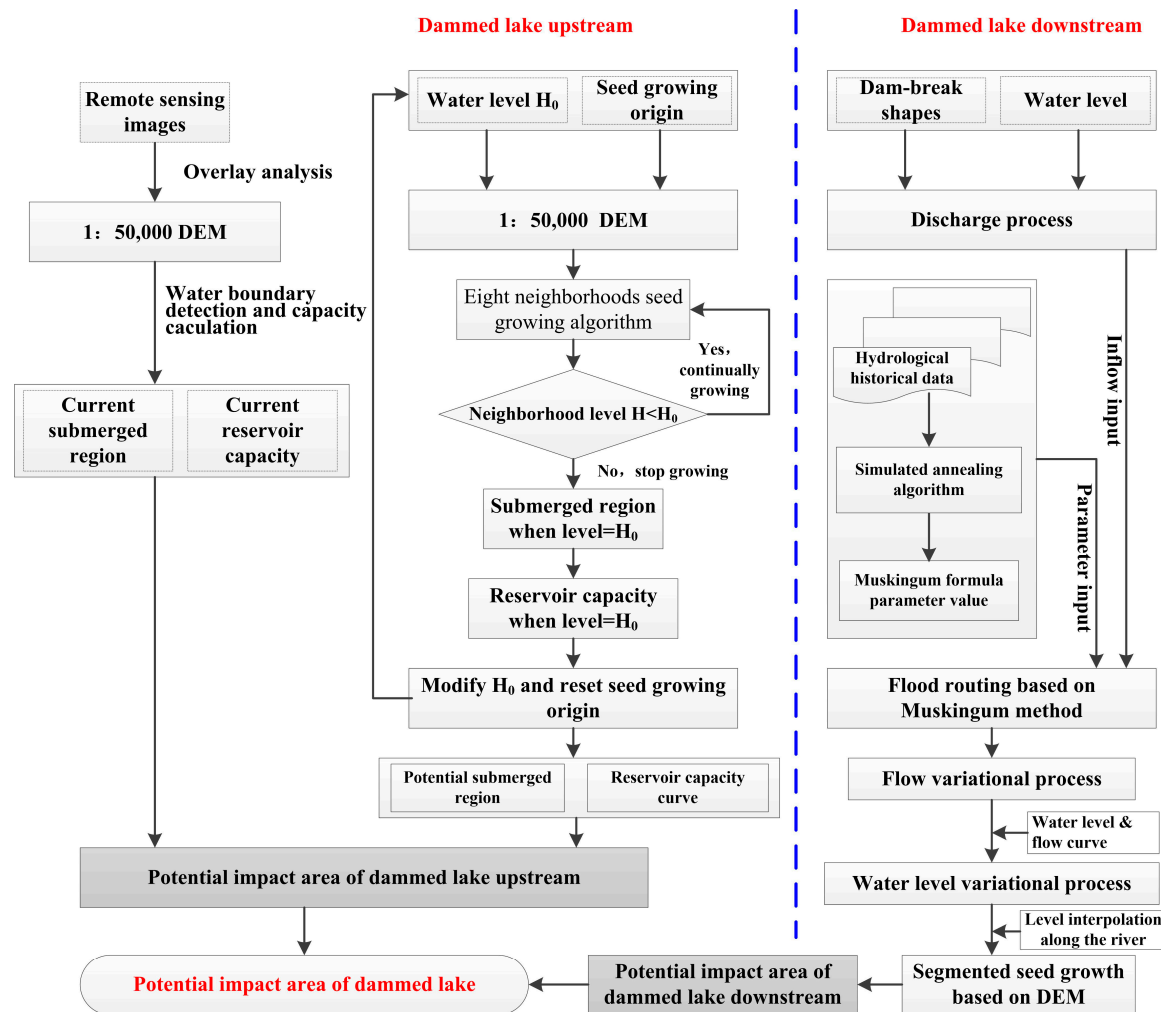 Dammed lake upstream
Remote sensing
images
Overlay analysis
1：50,000 DEM
Water boundary
detection and capacity
caculation
Current
submerged
region
Current
reservoir
capacity
Water level H₀
Seed growing
origin
1：50,000 DEM
Eight neighborhoods seed
growing algorithm
Yes，
continually
growing
Neighborhood level H<H₀
No，stop growing
Submerged region
when level=H₀
Reservoir capacity
when level=H₀
Modify H₀ and reset seed growing
origin
Potential submerged
region
Reservoir capacity
curve
Potential impact area of dammed lake upstream
Potential impact area of dammed lake
Dammed lake downstream
Dam-break
shapes
Water level
Discharge process
Inflow input
Hydrological
historical data
Simulated annealing
algorithm
Muskingum formula
parameter value
Parameter input
Flood routing based on
Muskingum method
Flow variational process
Water level &
flow curve
Water level variational process
Level interpolation
along the river
Segmented seed growth
based on DEM
Potential impact area of
dammed lake downstream